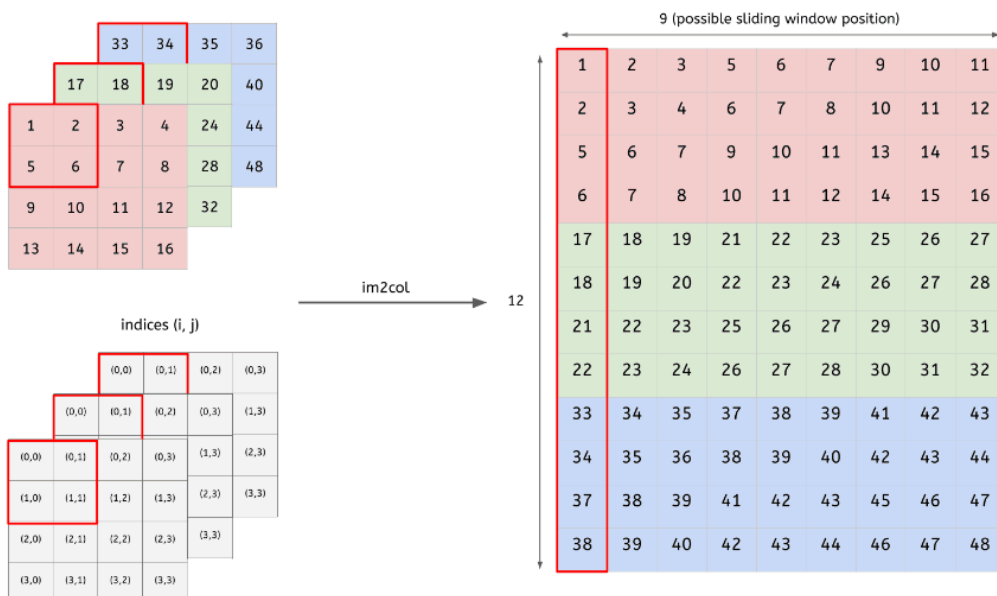 33 34 35 36
17 18 19 20 40
1 2 3 4 24 44
5 6 7 8 28 48
9 10 11 12 32
13 14 15 16
indices (i, j)
(0,0) (0,1) (0,2) (0,3)
(0,0) (0,1) (0,2) (0,3) (1,3)
(0,0) (0,1) (0,2) (0,3) (1,3) (2,3)
(1,0) (1,1) (1,2) (1,3) (2,3) (3,3)
(2,0) (2,1) (2,2) (2,3) (3,3)
(3,0) (3,1) (3,2) (3,3)
im2col
9 (possible sliding window position)
12
1 2 3 5 6 7 9 10 11
2 3 4 6 7 8 10 11 12
5 6 7 9 10 11 13 14 15
6 7 8 10 11 12 14 15 16
17 18 19 21 22 23 25 26 27
18 19 20 22 23 24 26 27 28
21 22 23 25 26 27 29 30 31
22 23 24 26 27 28 30 31 32
33 34 35 37 38 39 41 42 43
34 35 36 38 39 40 42 43 44
37 38 39 41 42 43 45 46 47
38 39 40 42 43 44 46 47 48